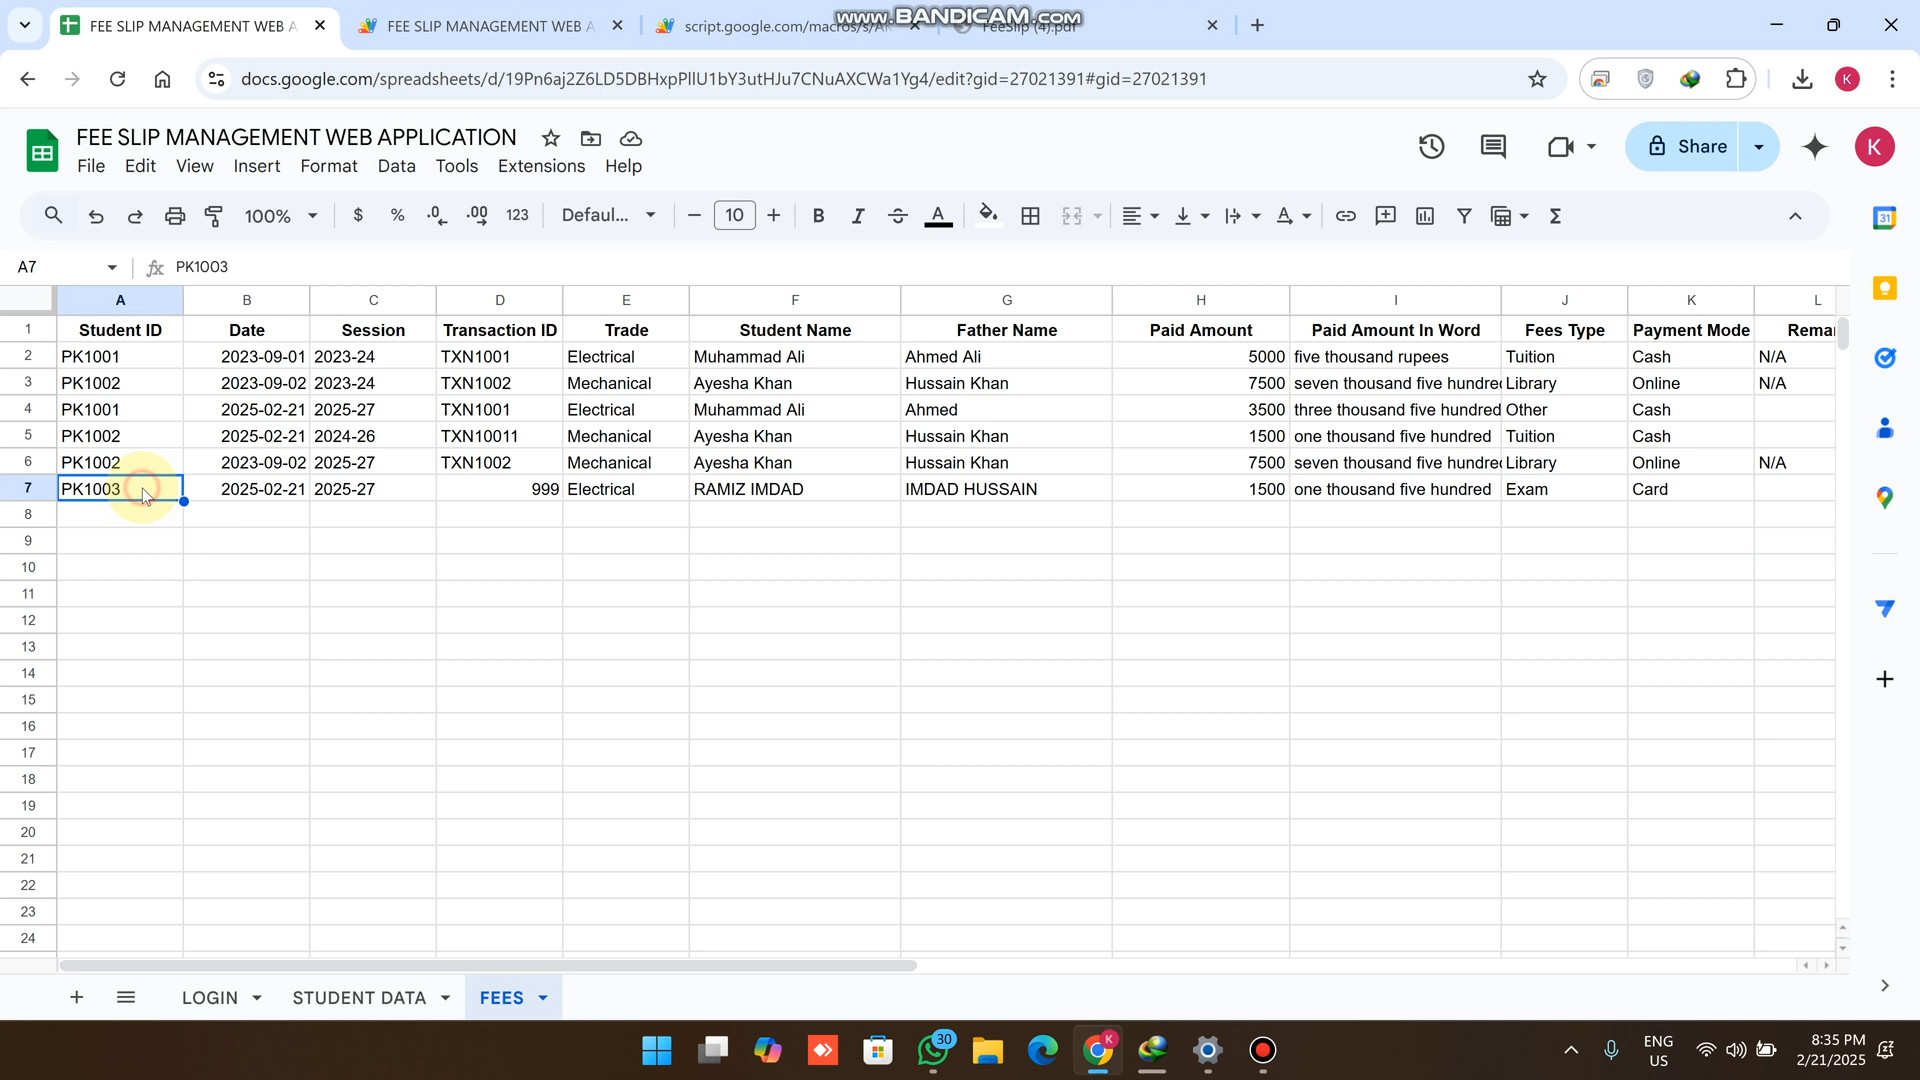 FEE SLIP MANAGEMENT WEB A
FEE SLIP MANAGEMENT WEB A
script.google.com/macros/s/A
FeeSlip (4).pdf
www.BANDICAM.com
docs.google.com/spreadsheets/d/19Pn6aj2Z6LD5DBHxpPllU1bY3utHJu7CNuAXCWa1Yg4/edit?gid=27021391#gid=27021391
K
FEE SLIP MANAGEMENT WEB APPLICATION
File Edit View Insert Format Data Tools Extensions Help
Share
K
100% $ % .0 .00 123 Defaul... 10 B I A
31
A7 fx PK1003
A B C D E F G H I J K L
1 Student ID Date Session Transaction ID Trade Student Name Father Name Paid Amount Paid Amount In Word Fees Type Payment Mode Remar
2 PK1001 2023-09-01 2023-24 TXN1001 Electrical Muhammad Ali Ahmed Ali 5000 five thousand rupees Tuition Cash N/A
3 PK1002 2023-09-02 2023-24 TXN1002 Mechanical Ayesha Khan Hussain Khan 7500 seven thousand five hundred Library Online N/A
4 PK1001 2025-02-21 2025-27 TXN1001 Electrical Muhammad Ali Ahmed 3500 three thousand five hundred Other Cash
5 PK1002 2025-02-21 2024-26 TXN10011 Mechanical Ayesha Khan Hussain Khan 1500 one thousand five hundred Tuition Cash
6 PK1002 2023-09-02 2025-27 TXN1002 Mechanical Ayesha Khan Hussain Khan 7500 seven thousand five hundred Library Online N/A
7 PK1003 2025-02-21 2025-27 999 Electrical RAMIZ IMDAD IMDAD HUSSAIN 1500 one thousand five hundred Exam Card
8
9
10
11
12
13
14
15
16
17
18
19
20
21
22
23
24
LOGIN STUDENT DATA FEES
30
K
ENG
US
8:35 PM
2/21/2025